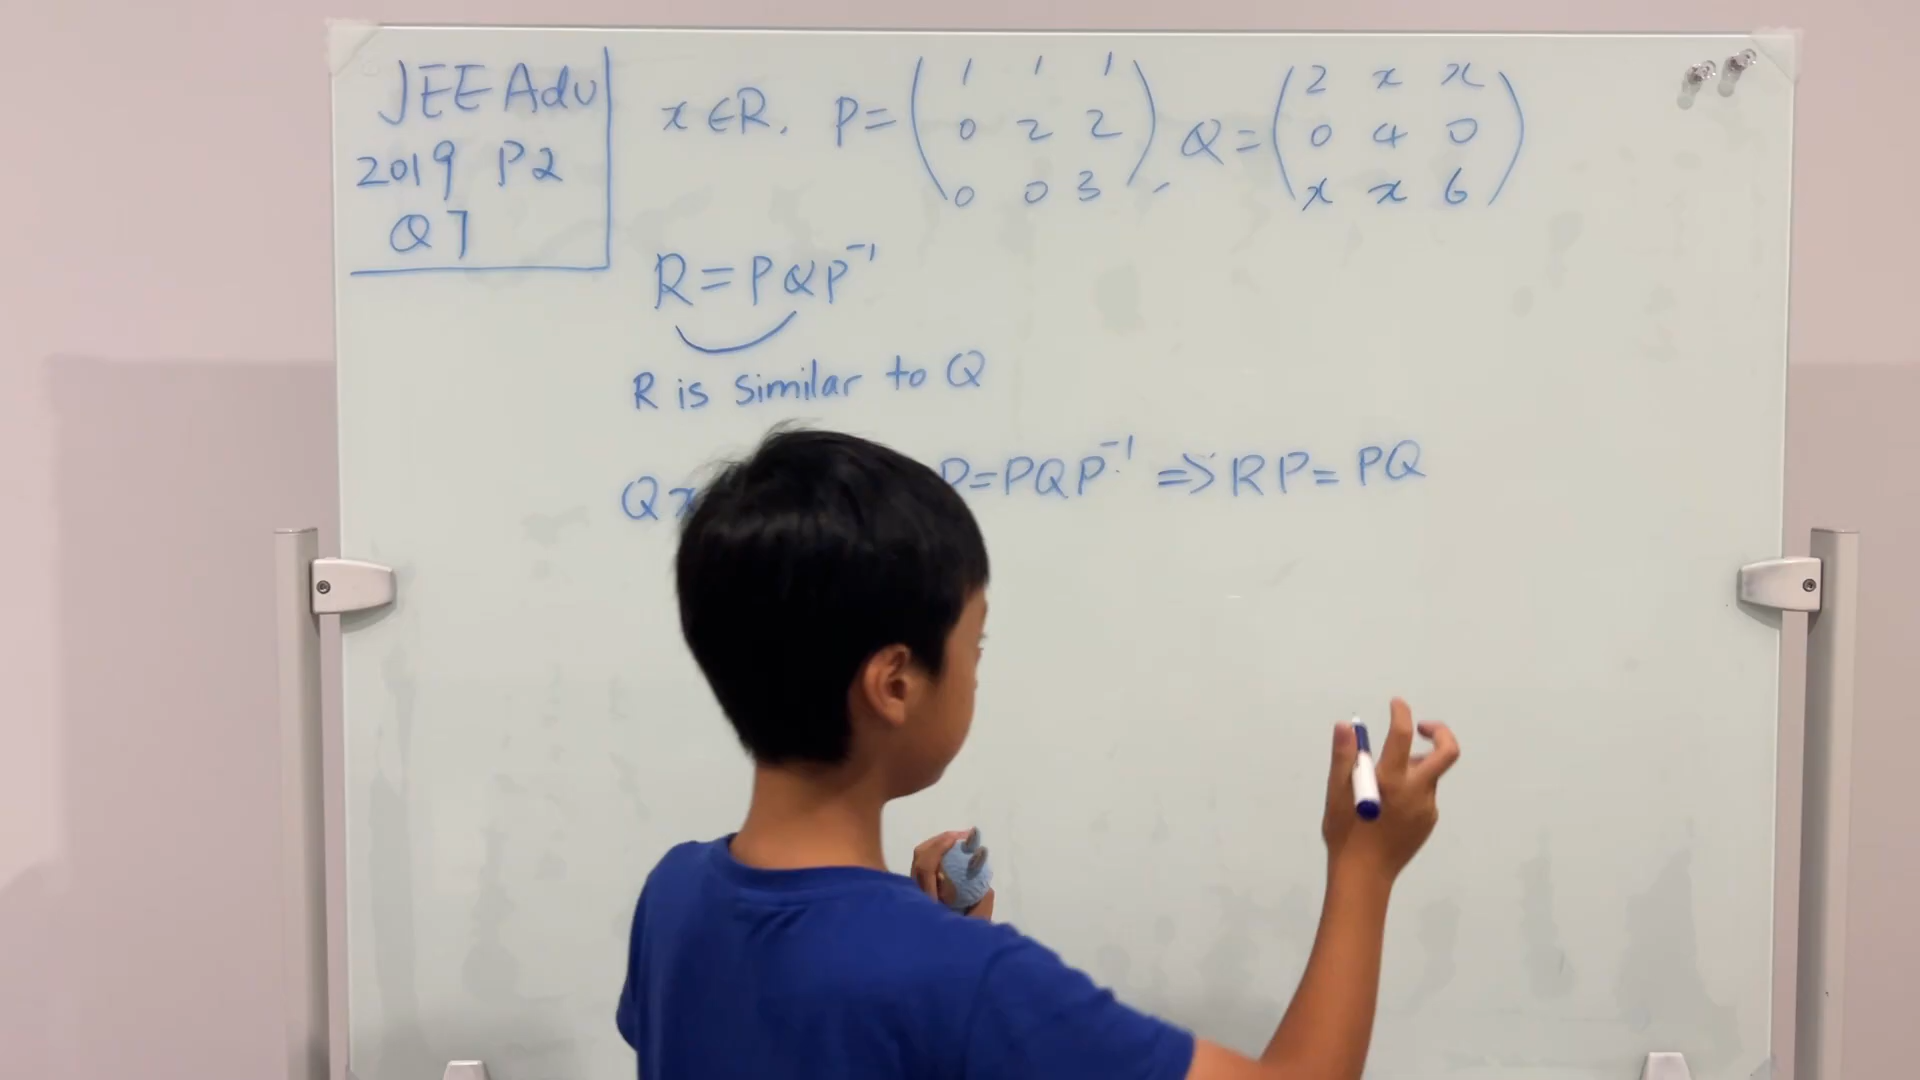 JEE Adv
2019 P2
Q7
x ∈ R, P = ( 1 1 1 ), Q = ( 2 x x )
0 2 2 0 4 0
0 0 3 x x 6
R = PQP⁻¹
R is similar to Q
Qx P = PQP⁻¹ ⇒ RP = PQ